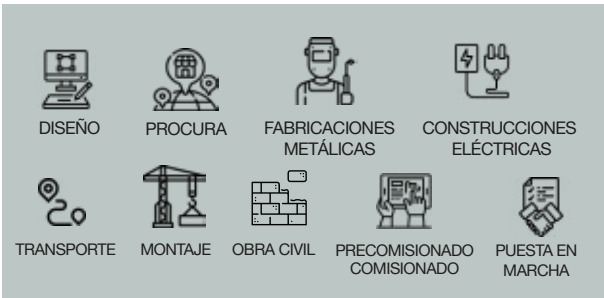 DISEÑO
PROCURA
FABRICACIONES
METÁLICAS
CONSTRUCCIONES
ELÉCTRICAS
TRANSPORTE
MONTAJE
OBRA CIVIL
PRECOMISIONADO
COMISIONADO
PUESTA EN
MARCHA